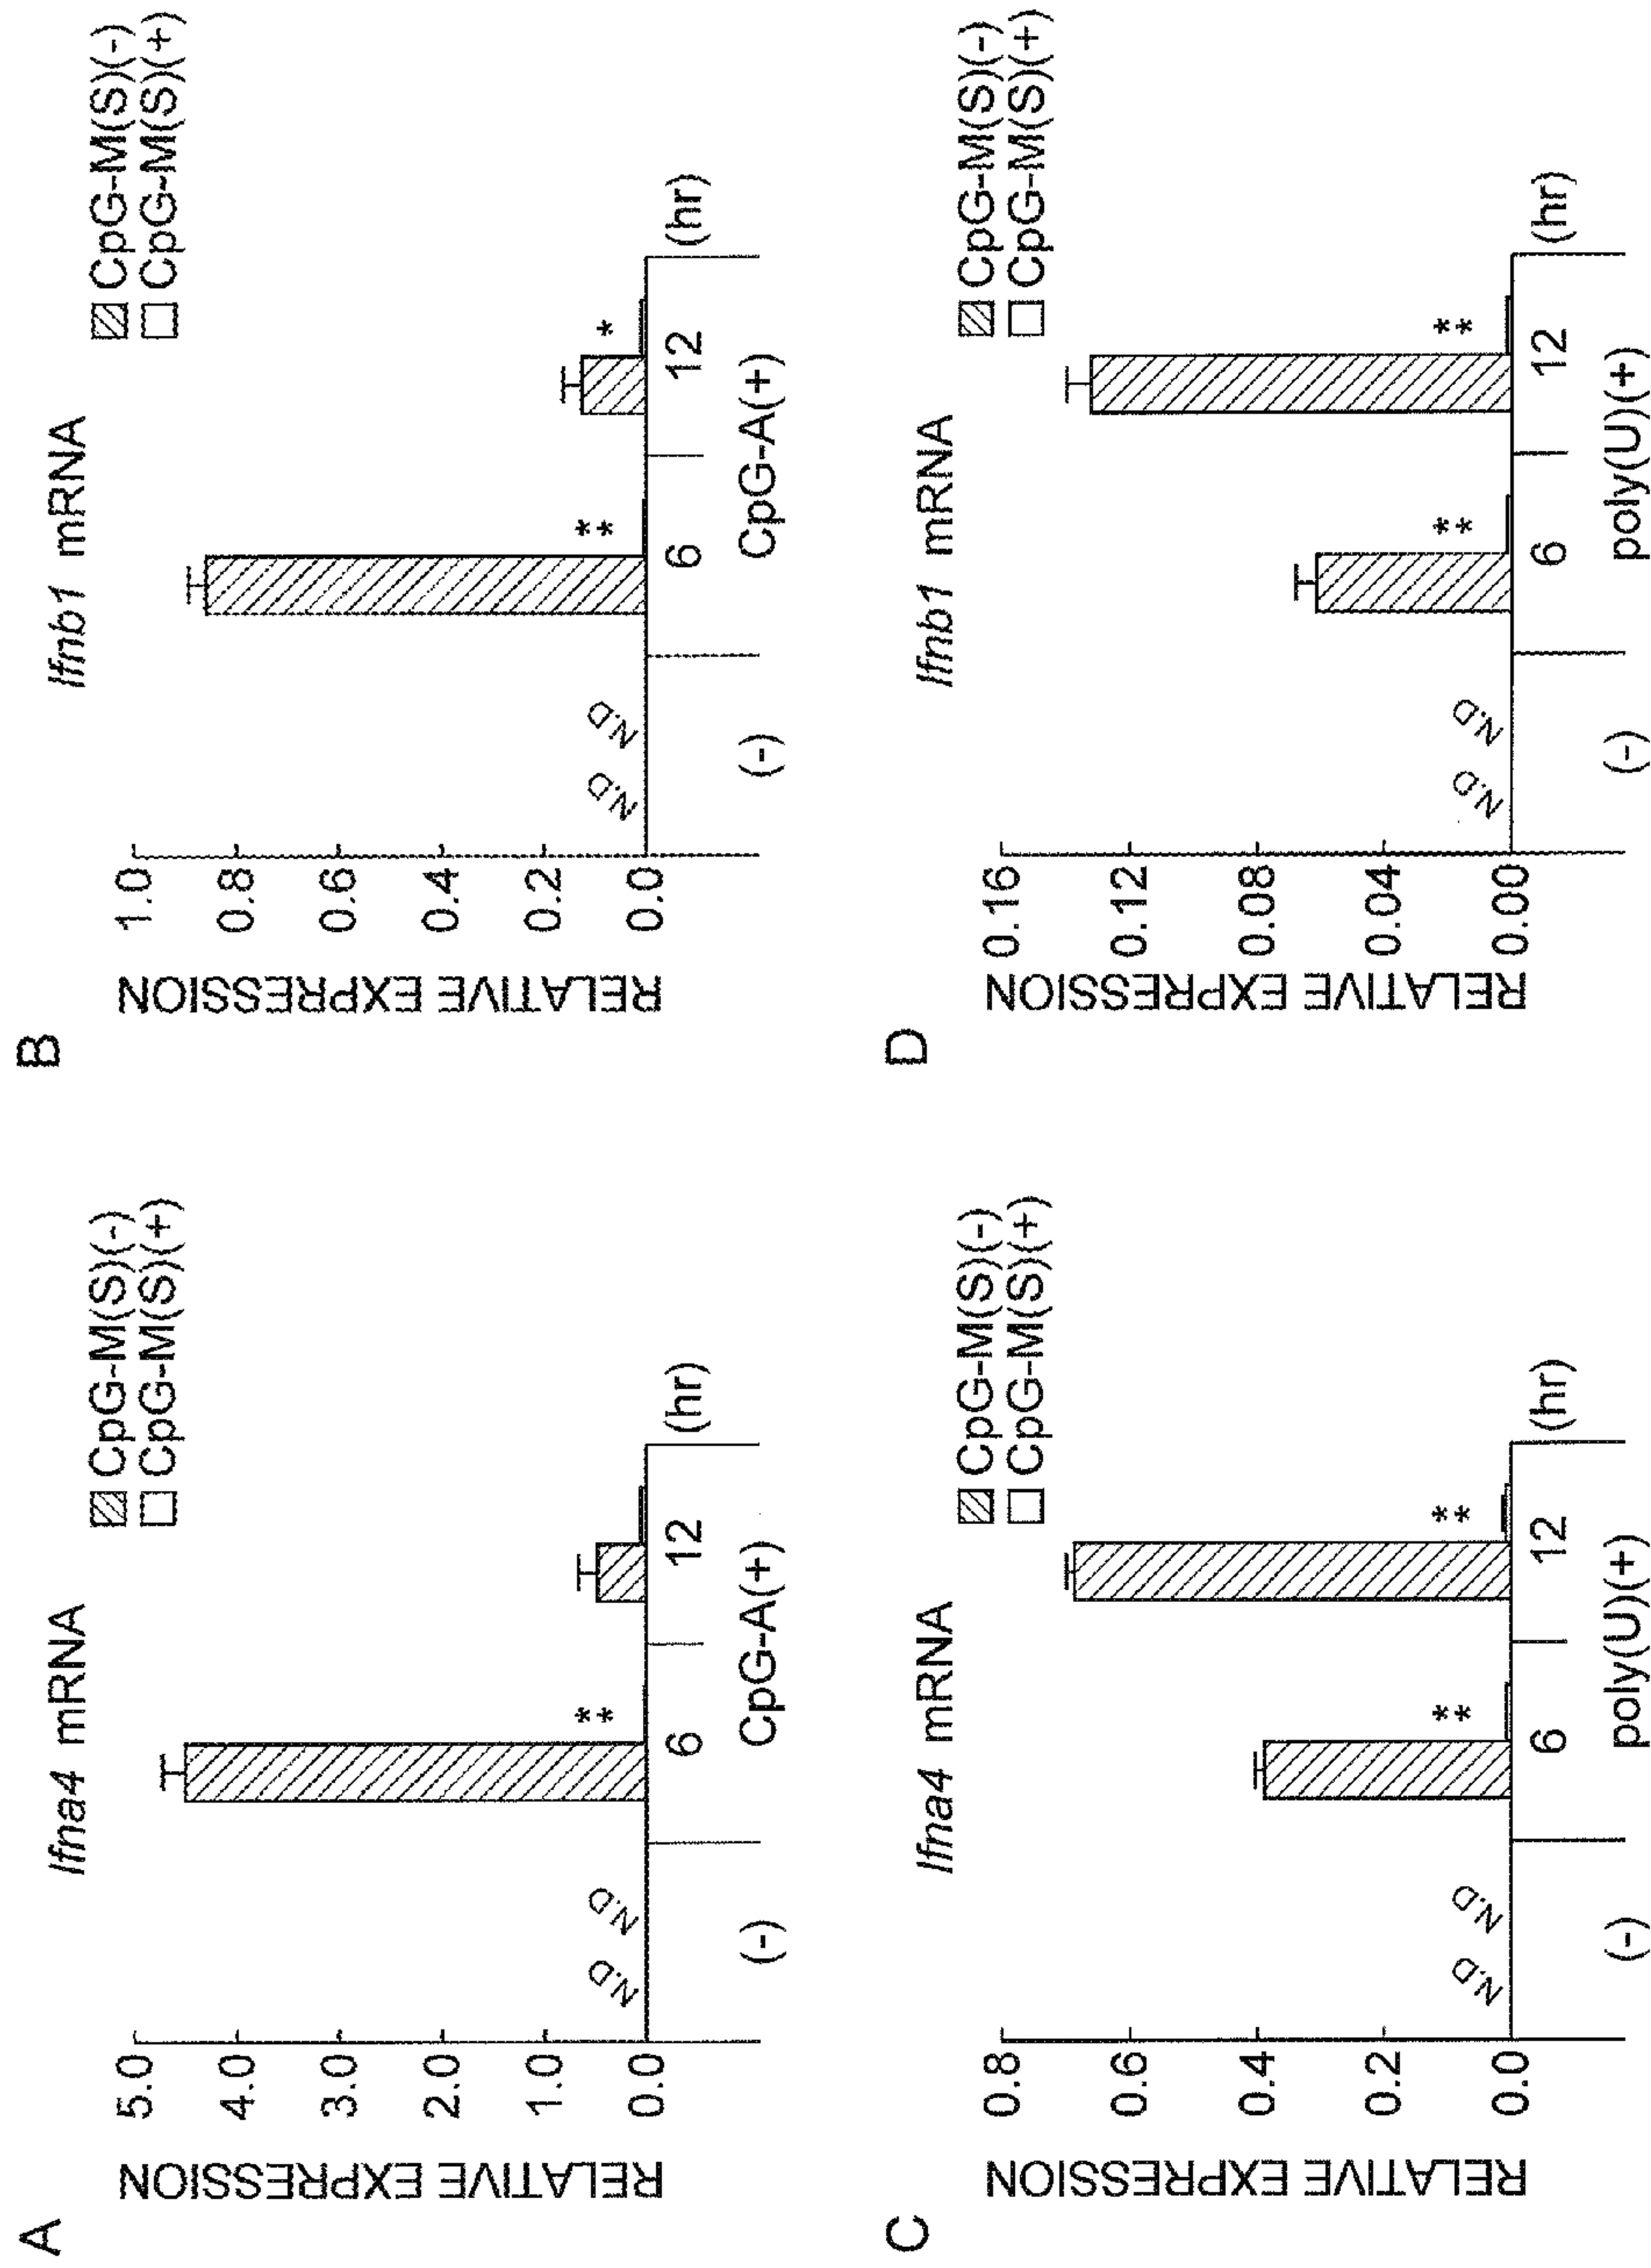 A
Ifna4 mRNA
CpG-M(S)(-)
CpG-M(S)(+)
RELATIVE EXPRESSION
5.0
4.0
3.0
2.0
1.0
0.0
N.D
N.D
**
6
12
(hr)
(-)
CpG-A(+)
B
Ifnb1 mRNA
CpG-M(S)(-)
CpG-M(S)(+)
RELATIVE EXPRESSION
1.0
0.8
0.6
0.4
0.2
0.0
N.D
N.D
**
*
6
12
(hr)
(-)
CpG-A(+)
C
Ifna4 mRNA
CpG-M(S)(-)
CpG-M(S)(+)
RELATIVE EXPRESSION
0.8
0.6
0.4
0.2
0.0
N.D
N.D
**
**
6
12
(hr)
(-)
poly(U)(+)
D
Ifnb1 mRNA
CpG-M(S)(-)
CpG-M(S)(+)
RELATIVE EXPRESSION
0.16
0.12
0.08
0.04
0.00
N.D
N.D
**
**
6
12
(hr)
(-)
poly(U)(+)